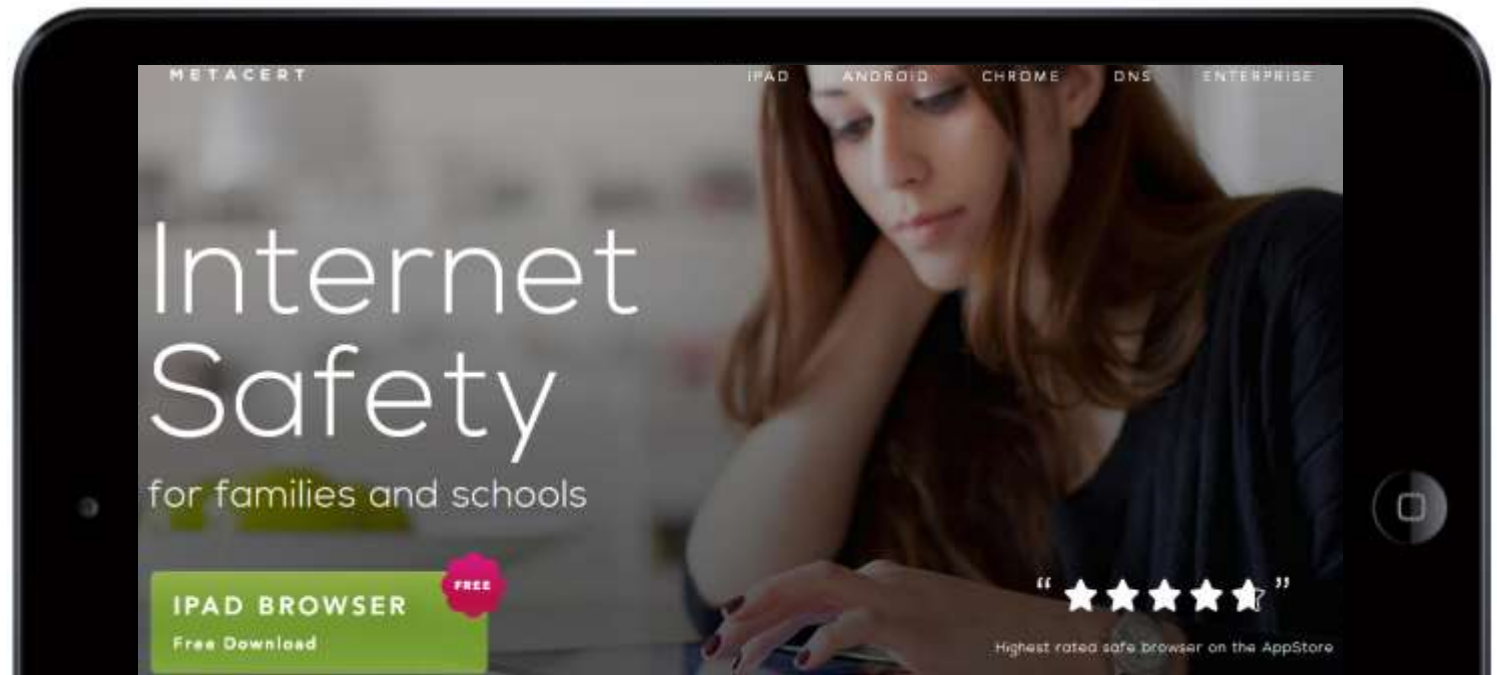 METACERT
iPAD ANDROID CHROME DNS ENTERPRISE
Internet
Safety
for families and schools
FREE
IPAD BROWSER
Free Download
“ ”
Highest rated safe browser on the AppStore